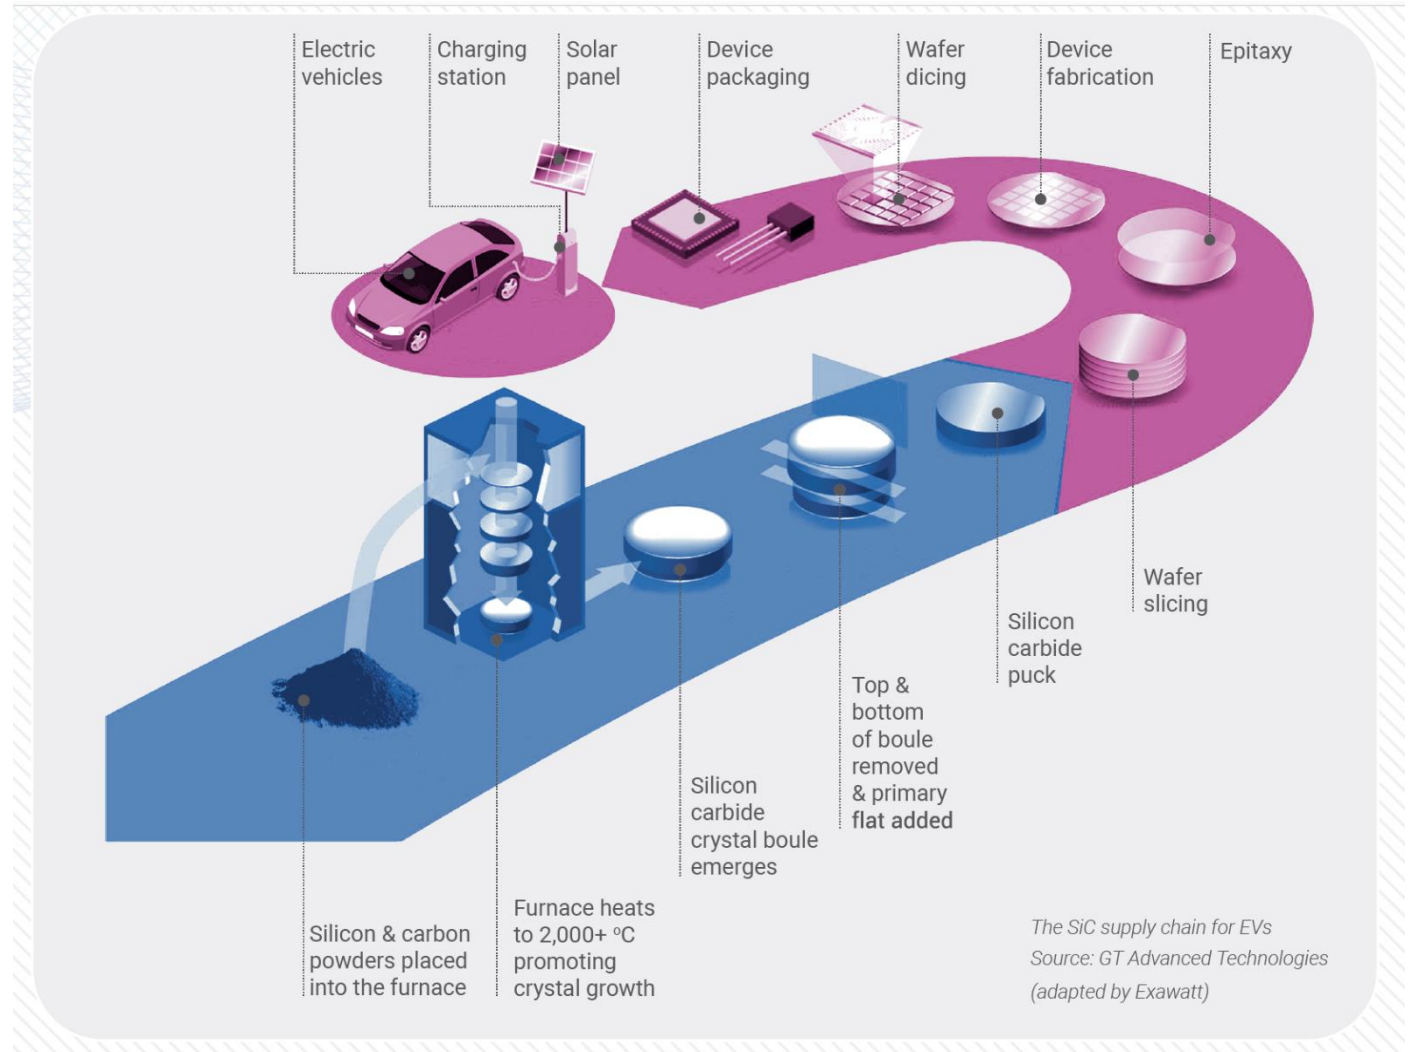 Electric
vehicles
Charging
station
Solar
panel
Device
packaging
Wafer
dicing
Device
fabrication
Epitaxy
Wafer
slicing
Silicon
carbide
puck
Top &
bottom
of boule
removed
& primary
flat added
Silicon
carbide
crystal boule
emerges
Furnace heats
to 2,000+ ºC
promoting
crystal growth
Silicon & carbon
powders placed
into the furnace
The SiC supply chain for EVs
Source: GT Advanced Technologies
(adapted by Exawatt)